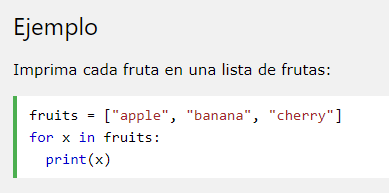 Ejemplo
Imprima cada fruta en una lista de frutas:
fruits = ["apple", "banana", "cherry"]
for x in fruits:
  print(x)